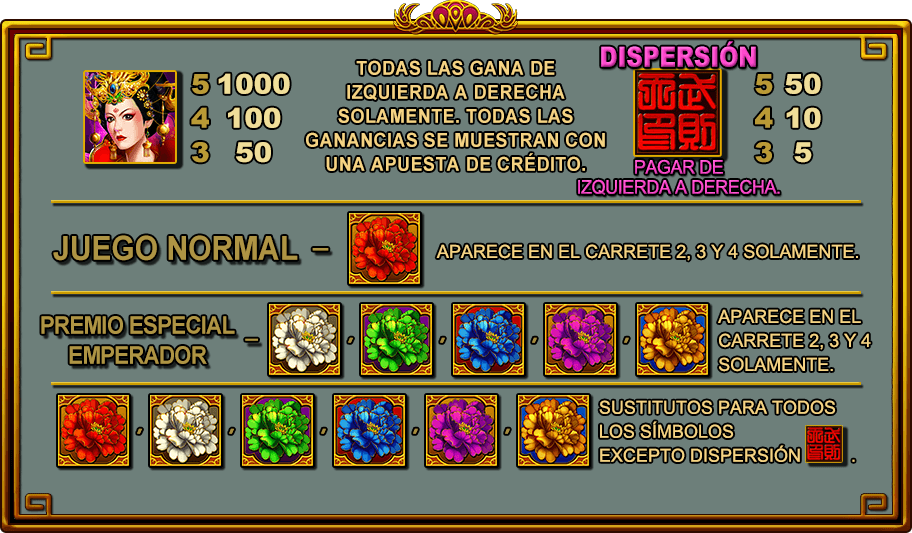 5 1000
4 100
3 50
TODAS LAS GANA DE
IZQUIERDA A DERECHA
SOLAMENTE. TODAS LAS
GANANCIAS SE MUESTRAN CON
UNA APUESTA DE CRÉDITO.
DISPERSIÓN
武则
PAGAR DE
IZQUIERDA A DERECHA.
5 50
4 10
3 5
JUEGO NORMAL –
APARECE EN EL CARRETE 2, 3 Y 4 SOLAMENTE.
PREMIO ESPECIAL
EMPERADOR –
, , , ,
APARECE EN EL
CARRETE 2, 3 Y 4
SOLAMENTE.
, , , , ,
SUSTITUTOS PARA TODOS
LOS SÍMBOLOS
EXCEPTO DISPERSIÓN .